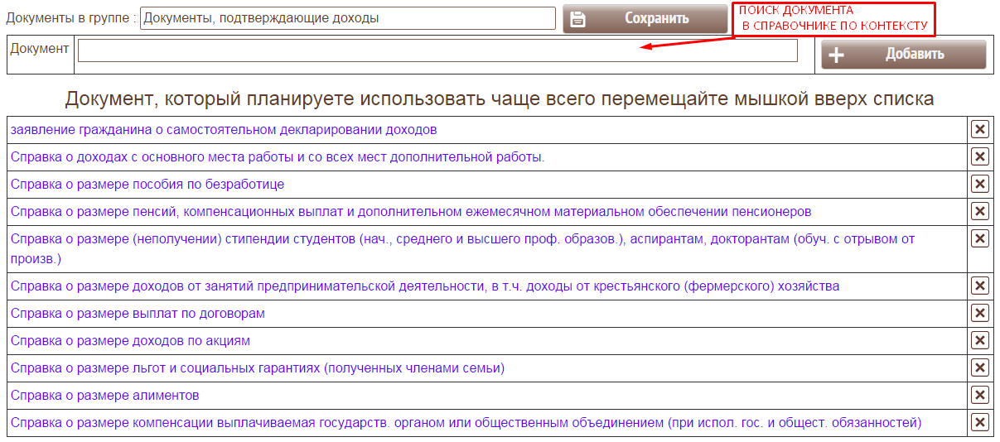 Документы в группе : Документы, подтверждающие доходы Сохранить
ПОИСК ДОКУМЕНТА
В СПРАВОЧНИКЕ ПО КОНТЕКСТУ
Документ Добавить
Документ, который планируете использовать чаще всего перемещайте мышкой вверх списка
заявление гражданина о самостоятельном декларировании доходов
Справка о доходах с основного места работы и со всех мест дополнительной работы.
Справка о размере пособия по безработице
Справка о размере пенсий, компенсационных выплат и дополнительном ежемесячном материальном обеспечении пенсионеров
Справка о размере (неполучении) стипендии студентов (нач., среднего и высшего проф. образов.), аспирантам, докторантам (обуч. с отрывом от
произв.)
Справка о размере доходов от занятий предпринимательской деятельности, в т.ч. доходы от крестьянского (фермерского) хозяйства
Справка о размере выплат по договорам
Справка о размере доходов по акциям
Справка о размере льгот и социальных гарантиях (полученных членами семьи)
Справка о размере алиментов
Справка о размере компенсации выплачиваемая государств. органом или общественным объединением (при испол. гос. и общест. обязанностей)